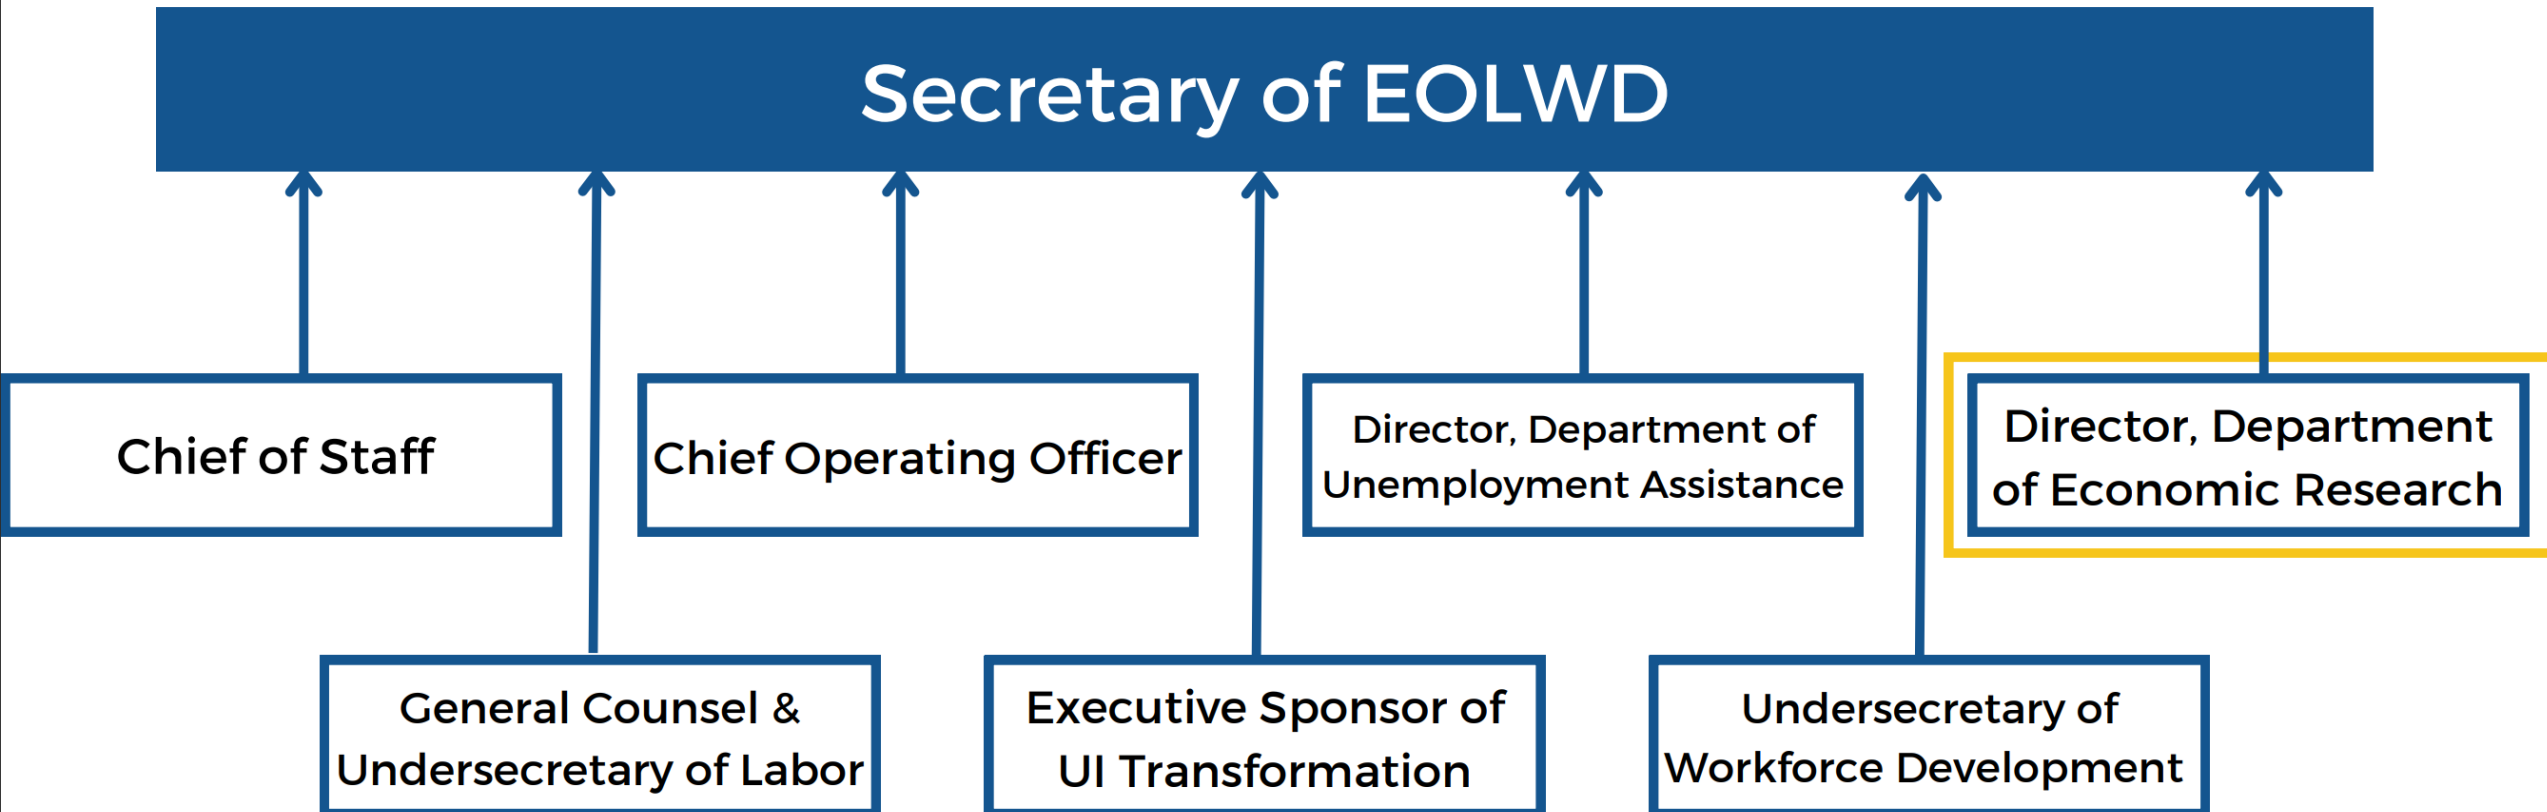 Secretary of EOLWD
Chief of Staff
Chief Operating Officer
Director, Department of
Unemployment Assistance
Director, Department
of Economic Research
General Counsel &
Undersecretary of Labor
Executive Sponsor of
UI Transformation
Undersecretary of
Workforce Development